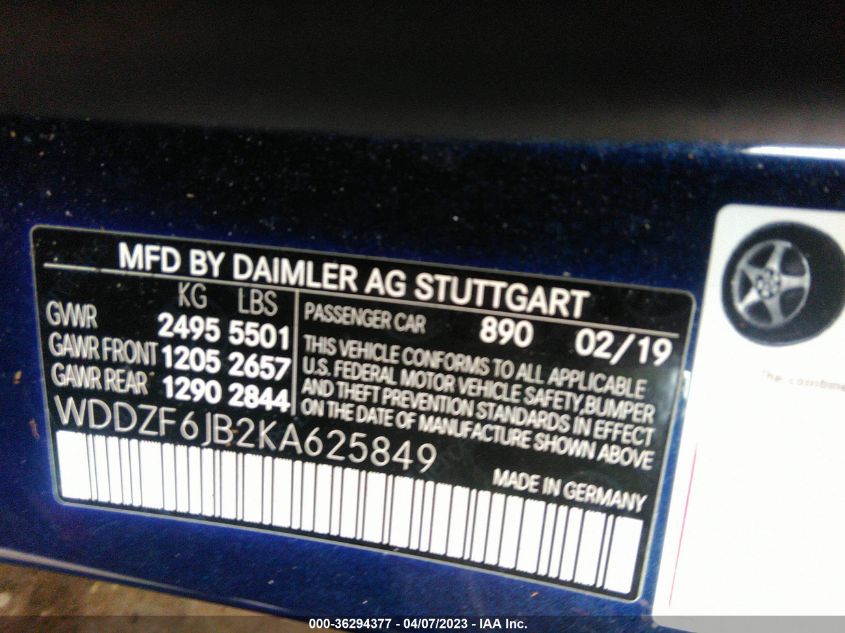 MFD BY DAIMLER AG STUTTGART
KG LBS
GVWR 2495 5501
GAWR FRONT 1205 2657
GAWR REAR 1290 2844
PASSENGER CAR 890 02/19
THIS VEHICLE CONFORMS TO ALL APPLICABLE
U.S. FEDERAL MOTOR VEHICLE SAFETY,BUMPER
AND THEFT PREVENTION STANDARDS IN EFFECT
ON THE DATE OF MANUFACTURE SHOWN ABOVE
WDDZF6JB2KA625849
MADE IN GERMANY
The combine
000-36294377 - 04/07/2023 - IAA Inc.